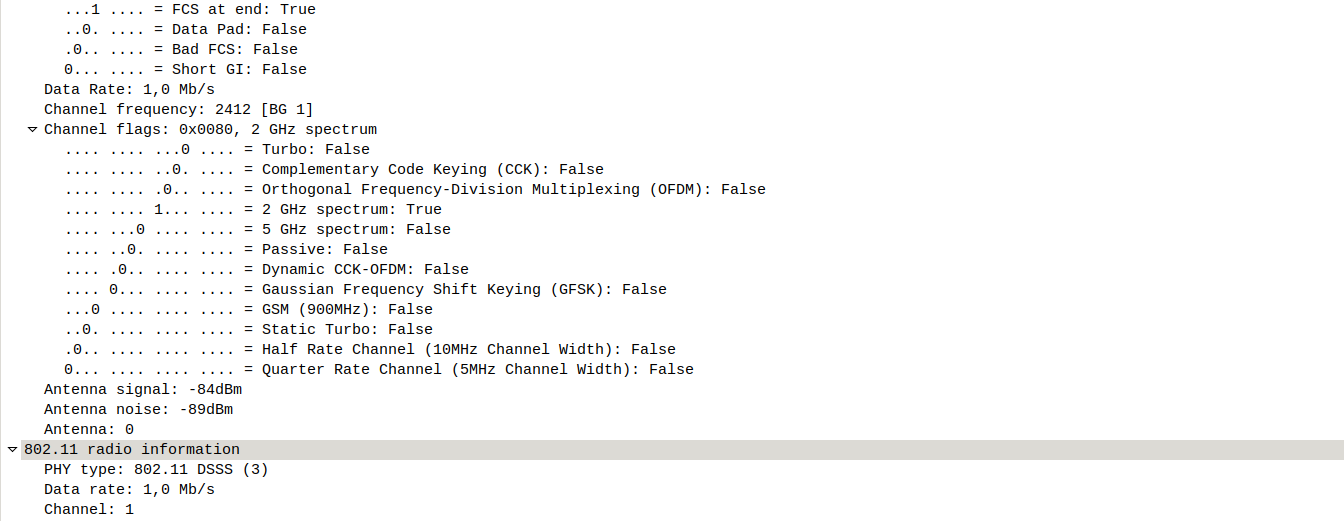 ...1 .... = FCS at end: True
..0. .... = Data Pad: False
.0.. .... = Bad FCS: False
0... .... = Short GI: False
Data Rate: 1,0 Mb/s
Channel frequency: 2412 [BG 1]
Channel flags: 0x0080, 2 GHz spectrum
.... .... ...0 .... = Turbo: False
.... .... ..0. .... = Complementary Code Keying (CCK): False
.... .... .0.. .... = Orthogonal Frequency-Division Multiplexing (OFDM): False
.... .... 1... .... = 2 GHz spectrum: True
.... ...0 .... .... = 5 GHz spectrum: False
.... ..0. .... .... = Passive: False
.... .0.. .... .... = Dynamic CCK-OFDM: False
.... 0... .... .... = Gaussian Frequency Shift Keying (GFSK): False
...0 .... .... .... = GSM (900MHz): False
..0. .... .... .... = Static Turbo: False
.0.. .... .... .... = Half Rate Channel (10MHz Channel Width): False
0... .... .... .... = Quarter Rate Channel (5MHz Channel Width): False
Antenna signal: -84dBm
Antenna noise: -89dBm
Antenna: 0
802.11 radio information
PHY type: 802.11 DSSS (3)
Data rate: 1,0 Mb/s
Channel: 1